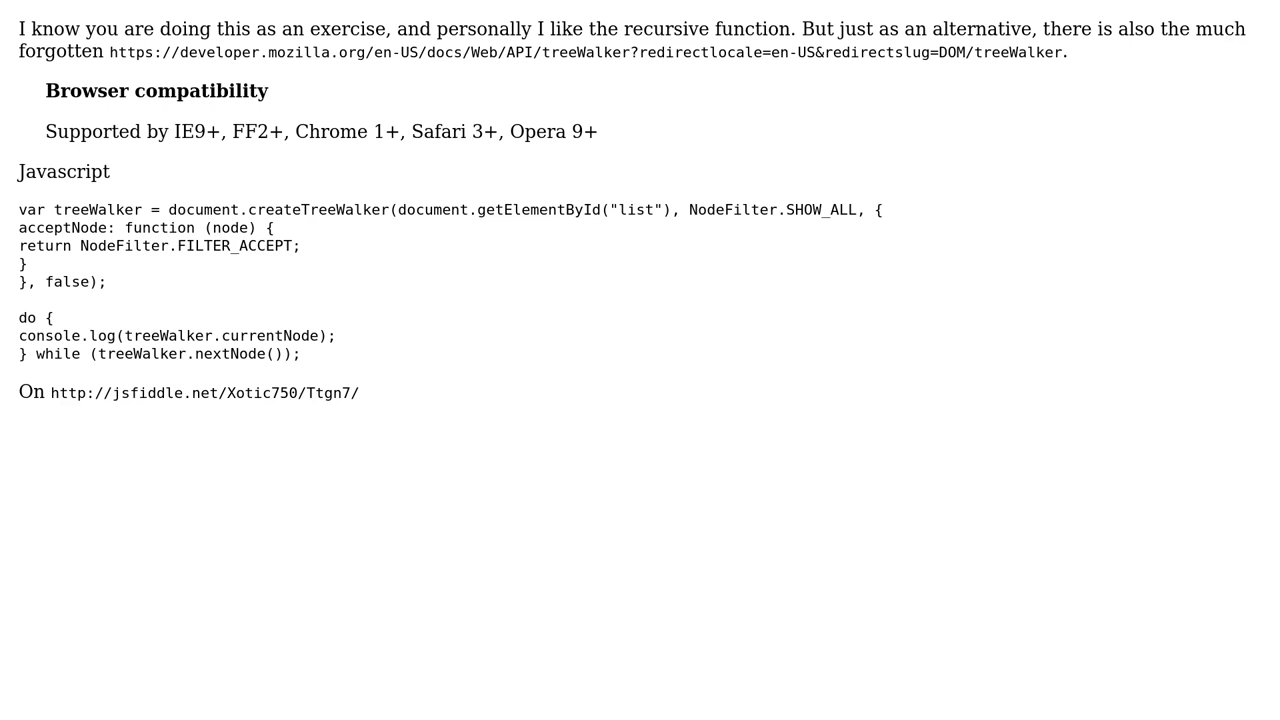 I know you are doing this as an exercise, and personally I like the recursive function. But just as an alternative, there is also the much
forgotten https://developer.mozilla.org/en-US/docs/Web/API/treeWalker?redirectlocale=en-US&redirectslug=DOM/treeWalker.
Browser compatibility
Supported by IE9+, FF2+, Chrome 1+, Safari 3+, Opera 9+
Javascript
var treeWalker = document.createTreeWalker(document.getElementById("list"), NodeFilter.SHOW_ALL, {
acceptNode: function (node) {
return NodeFilter.FILTER_ACCEPT;
}
}, false);
do {
console.log(treeWalker.currentNode);
} while (treeWalker.nextNode());
On http://jsfiddle.net/Xotic750/Ttgn7/